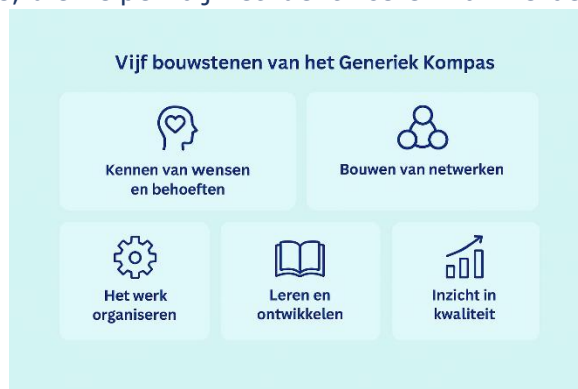 Vijf bouwstenen van het Generiek Kompas
Kennen van wensen
en behoeften
Bouwen van netwerken
Het werk
organiseren
Leren en
ontwikkelen
Inzicht in
kwaliteit